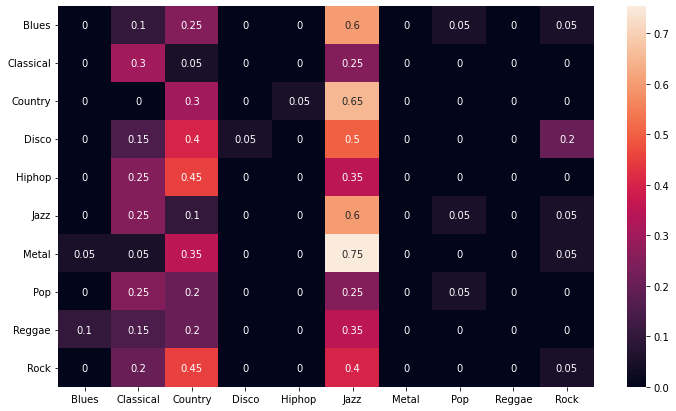 Blues 0 0.1 0.25 0 0 0.6 0 0.05 0 0.05
Classical 0 0.3 0.05 0 0 0.25 0 0 0 0
Country 0 0 0.3 0 0.05 0.65 0 0 0 0
Disco 0 0.15 0.4 0.05 0 0.5 0 0 0 0.2
Hiphop 0 0.25 0.45 0 0 0.35 0 0 0 0
Jazz 0 0.25 0.1 0 0 0.6 0 0.05 0 0.05
Metal 0.05 0.05 0.35 0 0 0.75 0 0 0 0.05
Pop 0 0.25 0.2 0 0 0.25 0 0.05 0 0
Reggae 0.1 0.15 0.2 0 0 0.35 0 0 0 0
Rock 0 0.2 0.45 0 0 0.4 0 0 0 0.05
Blues Classical Country Disco Hiphop Jazz Metal Pop Reggae Rock
0.7
0.6
0.5
0.4
0.3
0.2
0.1
0.0